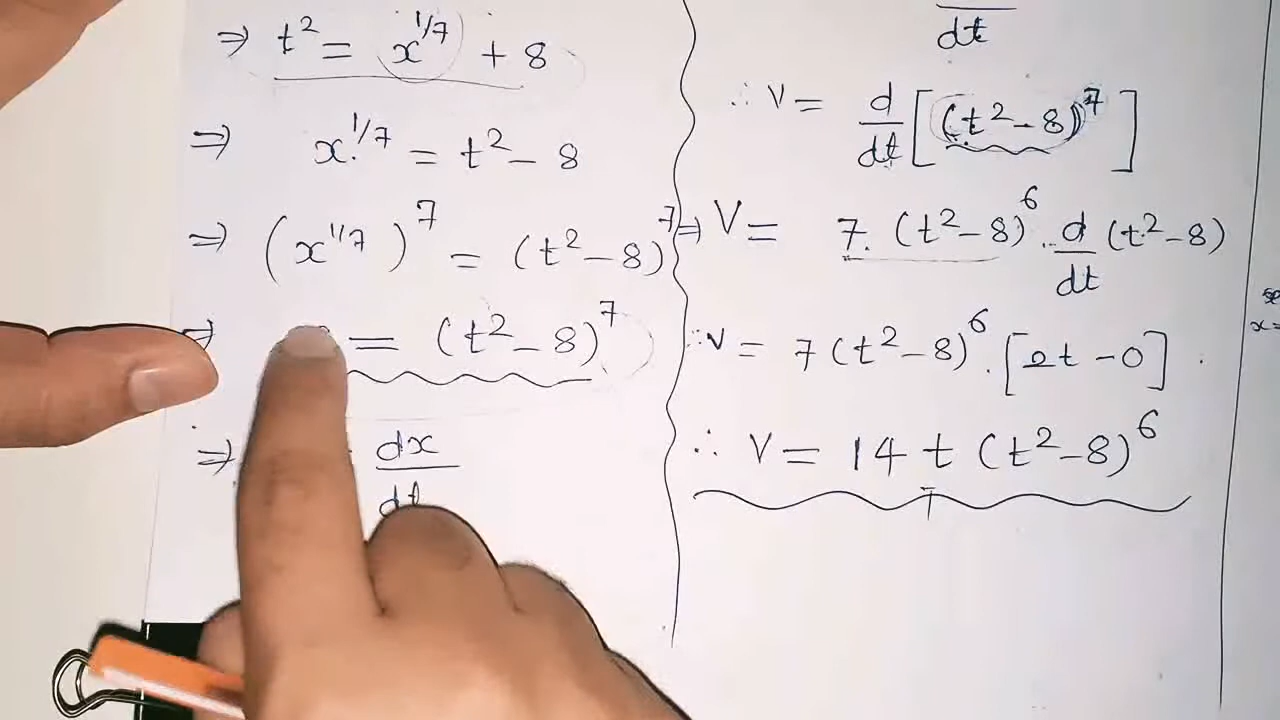 ⇒ t² = x^1/7 + 8
⇒ x^1/7 = t² - 8
⇒ (x^1/7)^7 = (t² - 8)^7
⇒ = (t² - 8)^7
⇒ dx/dt
dt
∴ v = d/dt [(t² - 8)^7]
⇒ V = 7.(t² - 8)^6 . d/dt (t² - 8)
∴ v = 7(t² - 8)^6 . [2t - 0]
∴ v = 14 t (t² - 8)^6